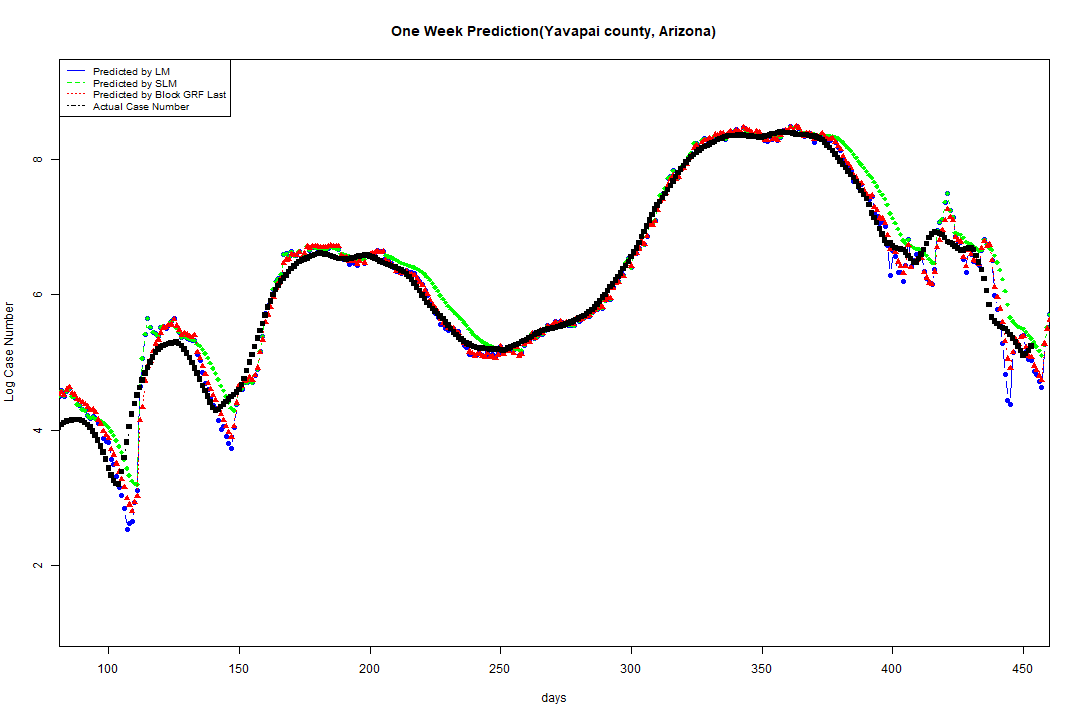 One Week Prediction(Yavapai county, Arizona)
Predicted by LM
Predicted by SLM
Predicted by Block GRF Last
Actual Case Number
Log Case Number
8
6
4
2
100 150 200 250 300 350 400 450
days